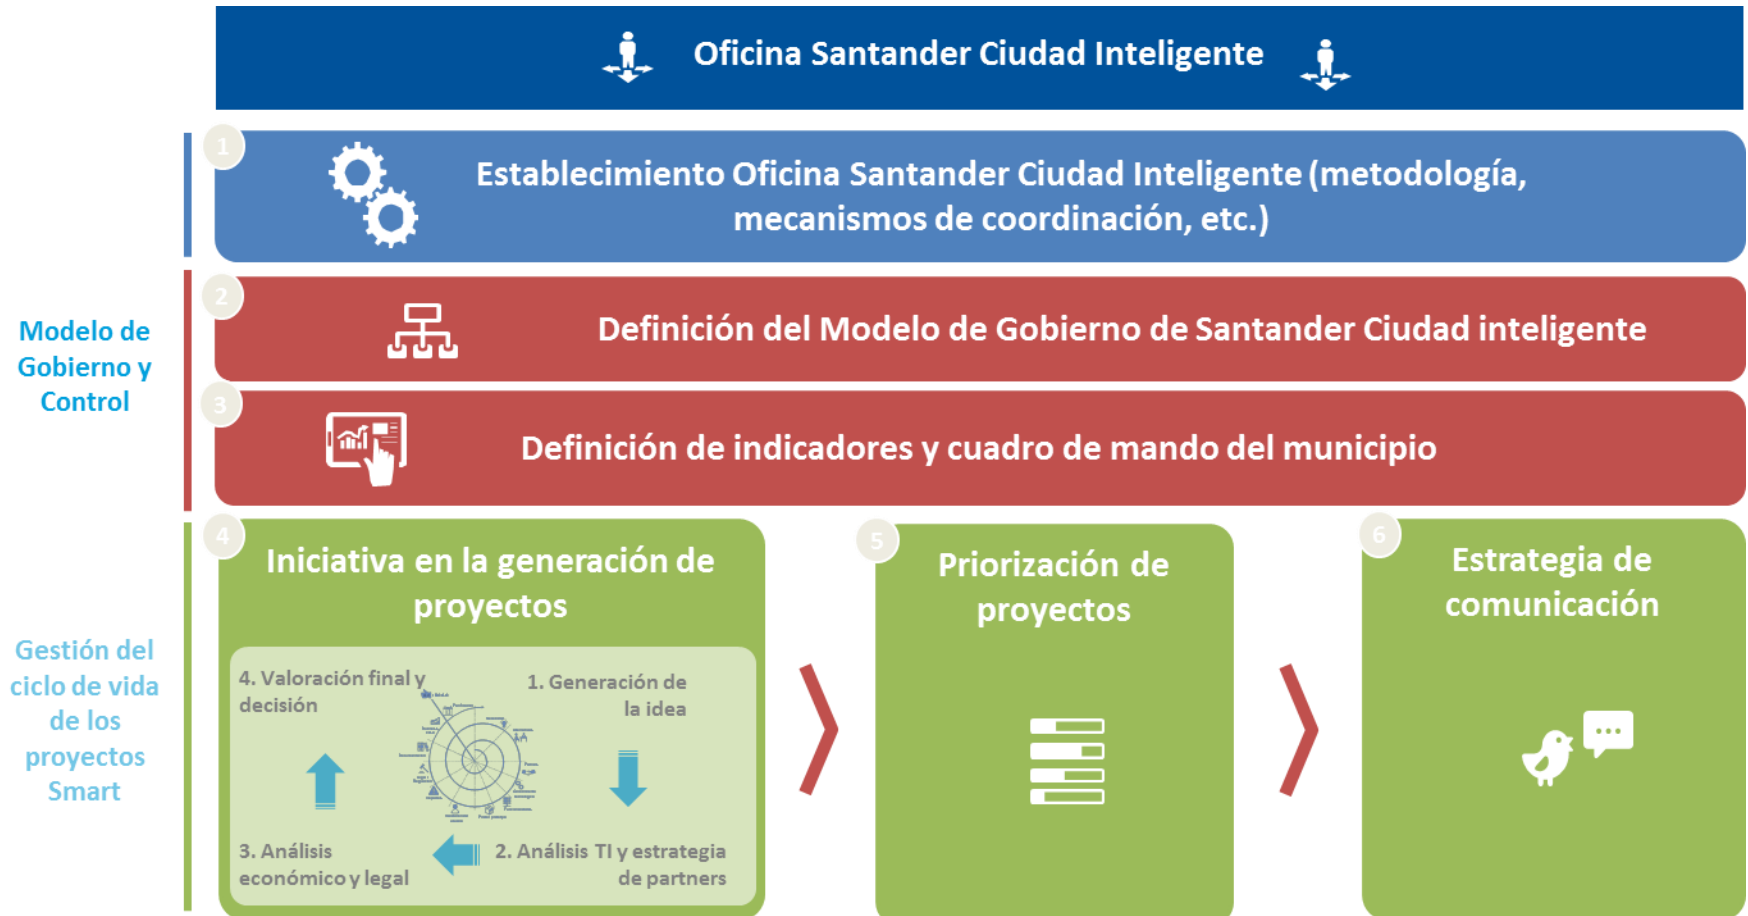 Oficina Santander Ciudad Inteligente
1
Establecimiento Oficina Santander Ciudad Inteligente (metodología,
mecanismos de coordinación, etc.)
Modelo de
Gobierno y
Control
2
Definición del Modelo de Gobierno de Santander Ciudad inteligente
3
Definición de indicadores y cuadro de mando del municipio
Gestión del
ciclo de vida
de los
proyectos
Smart
4
Iniciativa en la generación de
proyectos
4. Valoración final y
decisión
1. Generación de
la idea
3. Análisis
económico y legal
2. Análisis TI y estrategia
de partners
5
Priorización de
proyectos
6
Estrategia de
comunicación